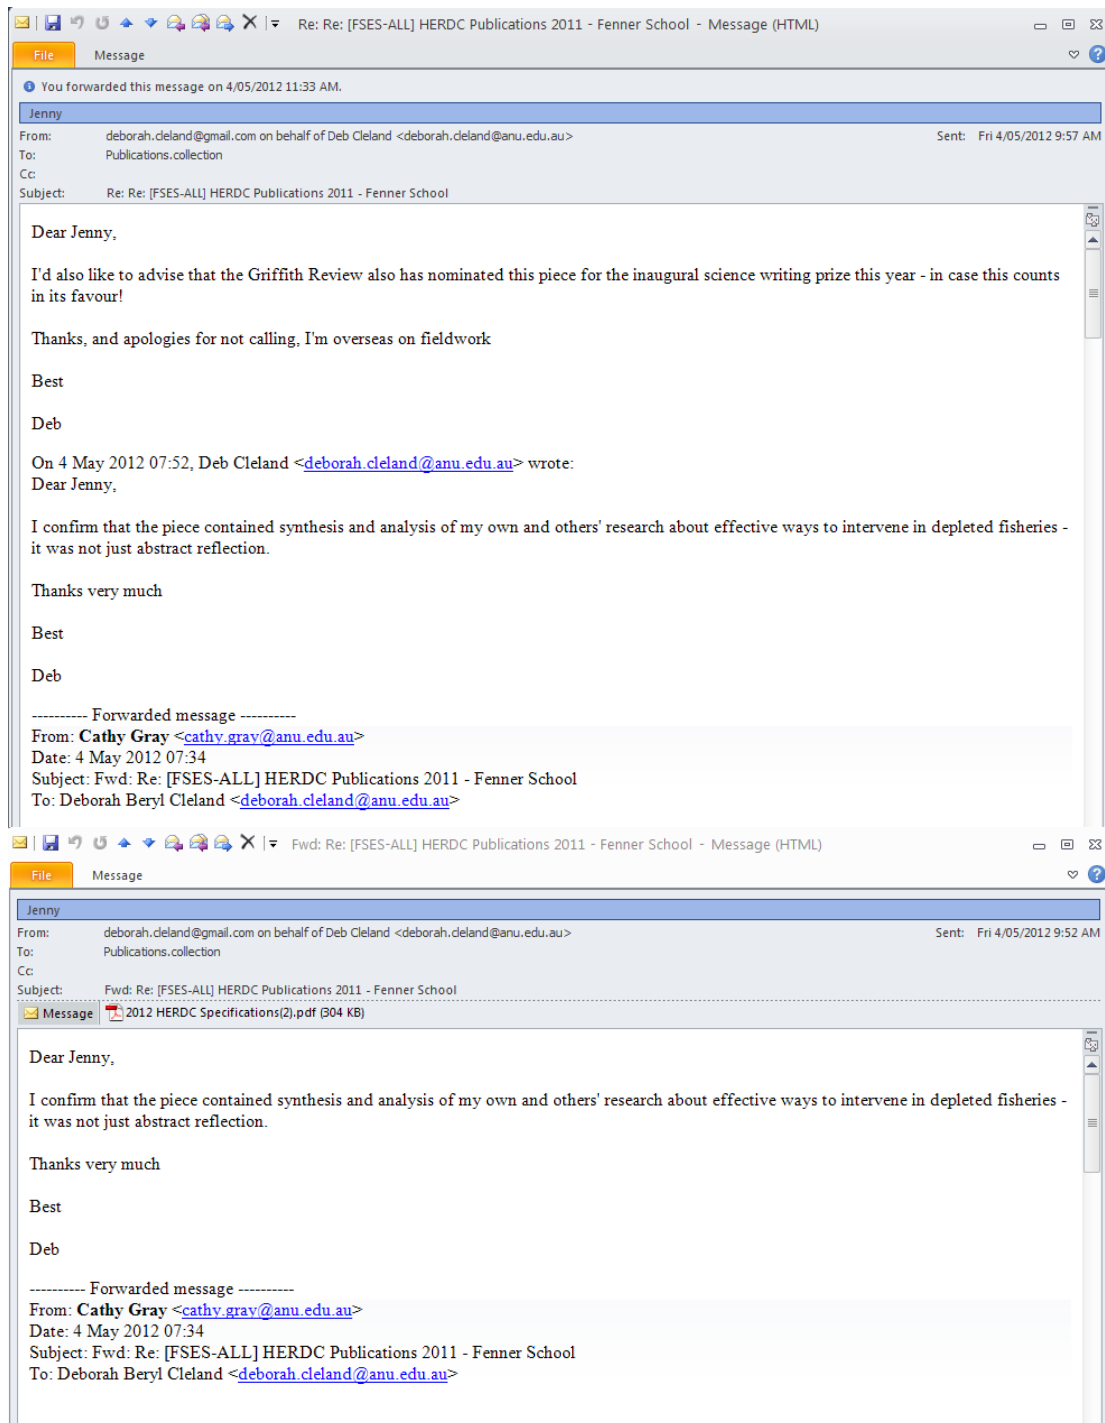 Re: Re: [FSES-ALL] HERDC Publications 2011 - Fenner School - Message (HTML)
File Message
You forwarded this message on 4/05/2012 11:33 AM.
Jenny
From: deborah.cleland@gmail.com on behalf of Deb Cleland <deborah.cleland@anu.edu.au> Sent: Fri 4/05/2012 9:57 AM
To: Publications.collection
Cc:
Subject: Re: Re: [FSES-ALL] HERDC Publications 2011 - Fenner School
Dear Jenny,
I'd also like to advise that the Griffith Review also has nominated this piece for the inaugural science writing prize this year - in case this counts
in its favour!
Thanks, and apologies for not calling, I'm overseas on fieldwork
Best
Deb
On 4 May 2012 07:52, Deb Cleland <deborah.cleland@anu.edu.au> wrote:
Dear Jenny,
I confirm that the piece contained synthesis and analysis of my own and others' research about effective ways to intervene in depleted fisheries -
it was not just abstract reflection.
Thanks very much
Best
Deb
---------- Forwarded message ----------
From: Cathy Gray <cathy.gray@anu.edu.au>
Date: 4 May 2012 07:34
Subject: Fwd: Re: [FSES-ALL] HERDC Publications 2011 - Fenner School
To: Deborah Beryl Cleland <deborah.cleland@anu.edu.au>
Fwd: Re: [FSES-ALL] HERDC Publications 2011 - Fenner School - Message (HTML)
File Message
Jenny
From: deborah.cleland@gmail.com on behalf of Deb Cleland <deborah.cleland@anu.edu.au> Sent: Fri 4/05/2012 9:52 AM
To: Publications.collection
Cc:
Subject: Fwd: Re: [FSES-ALL] HERDC Publications 2011 - Fenner School
Message 2012 HERDC Specifications(2).pdf (304 KB)
Dear Jenny,
I confirm that the piece contained synthesis and analysis of my own and others' research about effective ways to intervene in depleted fisheries -
it was not just abstract reflection.
Thanks very much
Best
Deb
---------- Forwarded message ----------
From: Cathy Gray <cathy.gray@anu.edu.au>
Date: 4 May 2012 07:34
Subject: Fwd: Re: [FSES-ALL] HERDC Publications 2011 - Fenner School
To: Deborah Beryl Cleland <deborah.cleland@anu.edu.au>